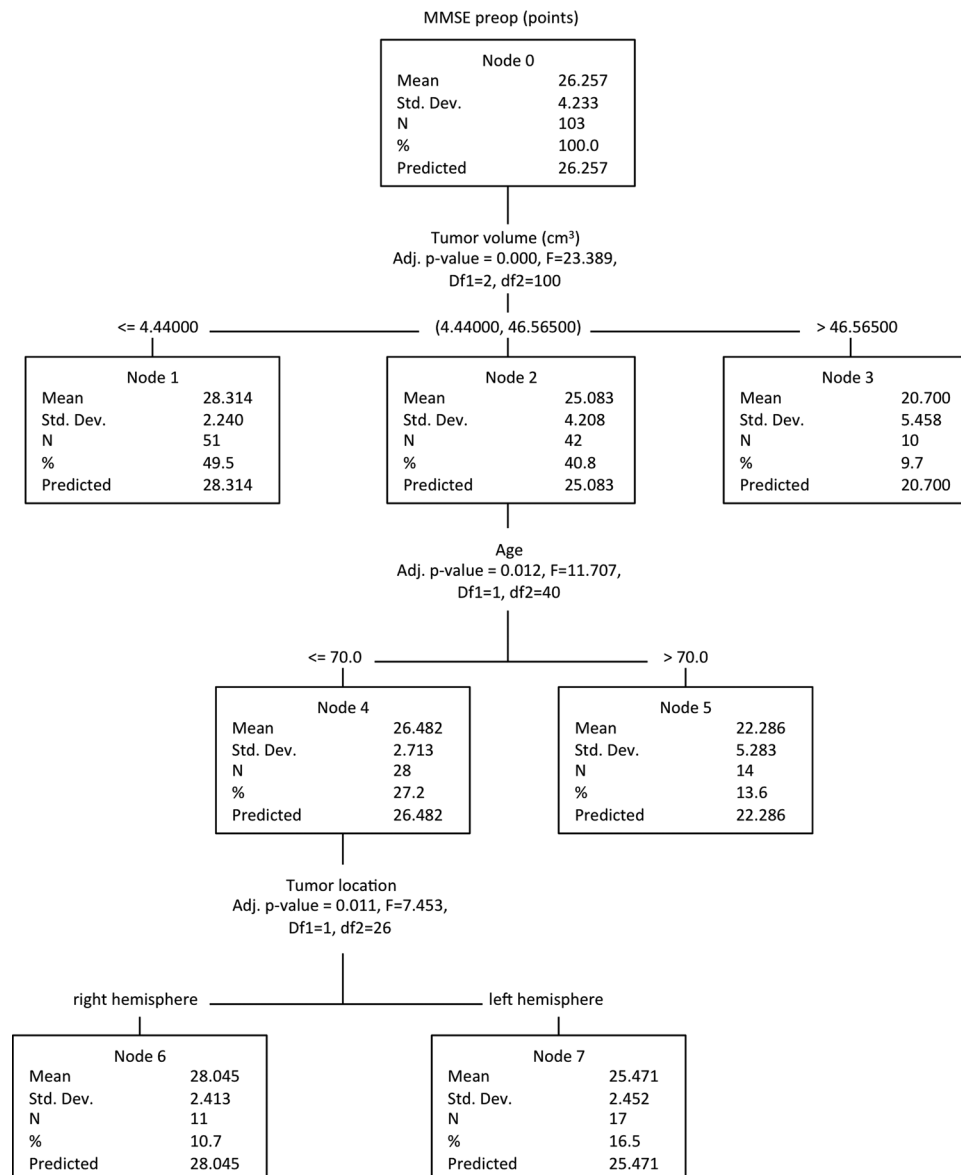 MMSE preop (points)
Node 0
Mean 26.257
Std. Dev. 4.233
N 103
% 100.0
Predicted 26.257
Tumor volume (cm³)
Adj. p-value = 0.000, F=23.389,
Df1=2, df2=100
<= 4.44000 (4.44000, 46.56500) > 46.56500
Node 1
Mean 28.314
Std. Dev. 2.240
N 51
% 49.5
Predicted 28.314
Node 2
Mean 25.083
Std. Dev. 4.208
N 42
% 40.8
Predicted 25.083
Node 3
Mean 20.700
Std. Dev. 5.458
N 10
% 9.7
Predicted 20.700
Age
Adj. p-value = 0.012, F=11.707,
Df1=1, df2=40
<= 70.0 > 70.0
Node 4
Mean 26.482
Std. Dev. 2.713
N 28
% 27.2
Predicted 26.482
Node 5
Mean 22.286
Std. Dev. 5.283
N 14
% 13.6
Predicted 22.286
Tumor location
Adj. p-value = 0.011, F=7.453,
Df1=1, df2=26
right hemisphere left hemisphere
Node 6
Mean 28.045
Std. Dev. 2.413
N 11
% 10.7
Predicted 28.045
Node 7
Mean 25.471
Std. Dev. 2.452
N 17
% 16.5
Predicted 25.471